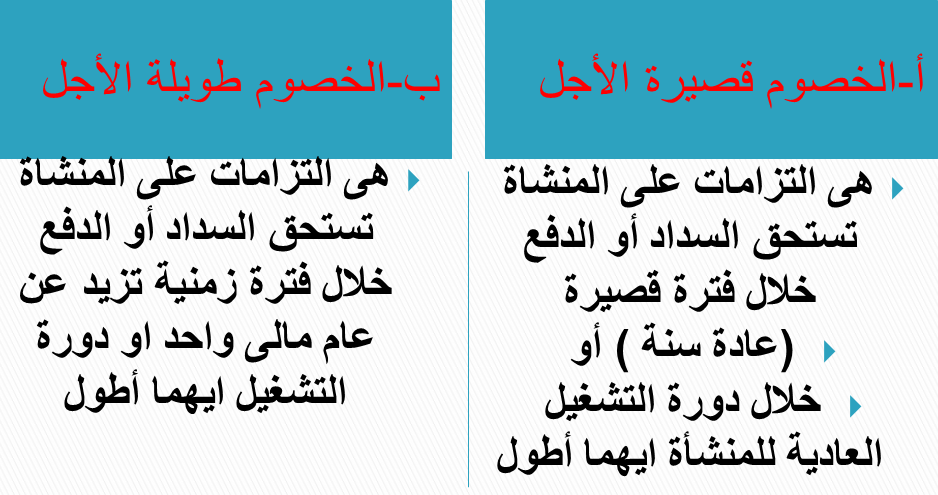 أ-الخصوم قصيرة الأجل
هى التزامات على المنشاة
تستحق السداد أو الدفع
خلال فترة قصيرة
(عادة سنة ) أو
خلال دورة التشغيل
العادية للمنشأة ايهما أطول
ب-الخصوم طويلة الأجل
هى التزامات على المنشاة
تستحق السداد أو الدفع
خلال فترة زمنية تزيد عن
عام مالى واحد او دورة
التشغيل ايهما أطول